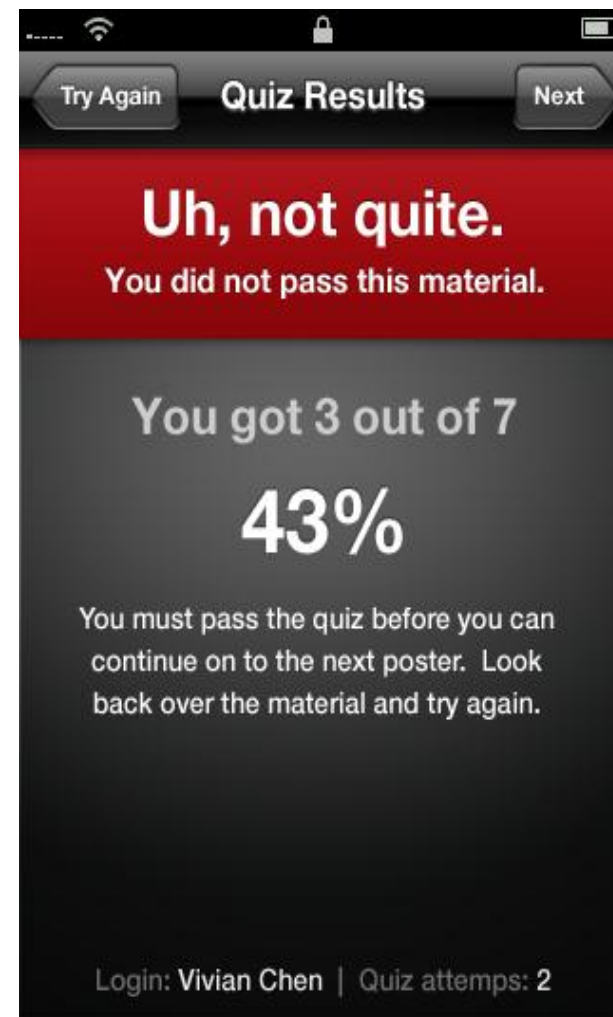 Try Again Quiz Results Next
Uh, not quite.
You did not pass this material.
You got 3 out of 7
43%
You must pass the quiz before you can
continue on to the next poster. Look
back over the material and try again.
Login: Vivian Chen | Quiz attemps: 2